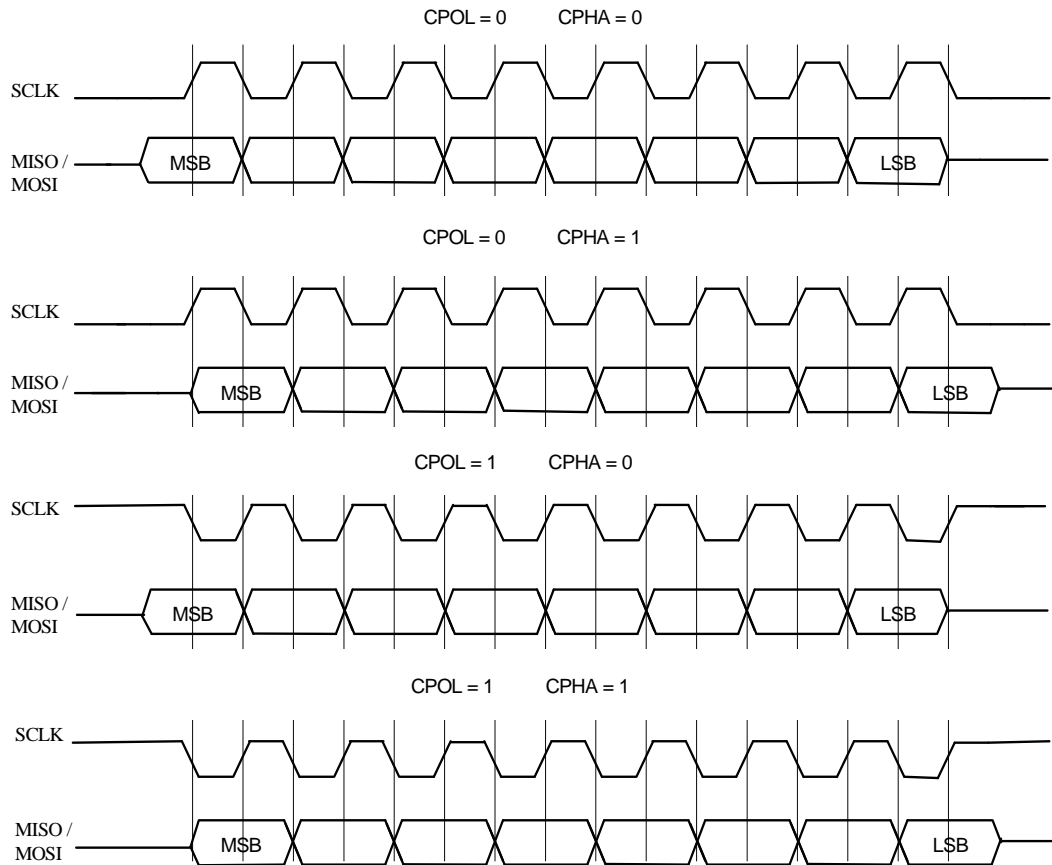 CPOL = 0 CPHA = 0
SCLK
MISO /
MOSI
MSB LSB
CPOL = 0 CPHA = 1
SCLK
MISO /
MOSI
MSB LSB
CPOL = 1 CPHA = 0
SCLK
MISO /
MOSI
MSB LSB
CPOL = 1 CPHA = 1
SCLK
MISO /
MOSI
MSB LSB